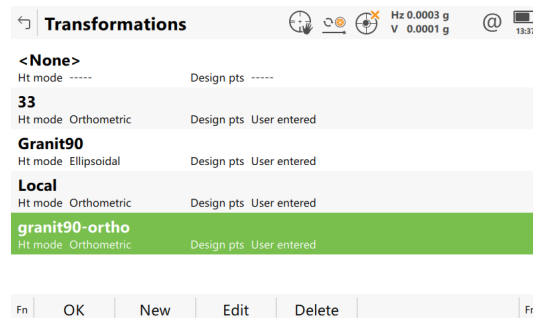 Transformations
Hz 0.0003 g
V 0.0001 g
@
13:37
<None>
Ht mode ----- Design pts -----
33
Ht mode Orthometric Design pts User entered
Granit90
Ht mode Ellipsoidal Design pts User entered
Local
Ht mode Orthometric Design pts User entered
granit90-ortho
Ht mode Orthometric Design pts User entered
Fn OK New Edit Delete